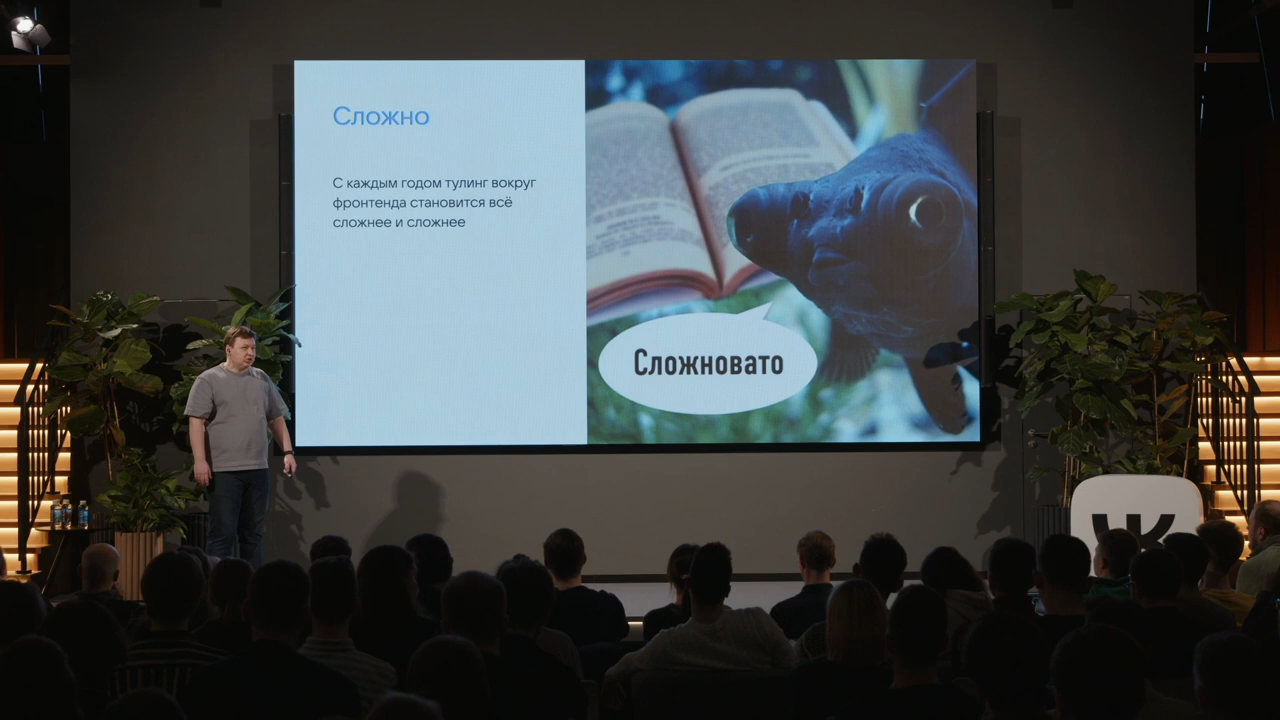 Сложно
С каждым годом тулинг вокруг
фронтенда становится всё
сложнее и сложнее
Сложновато